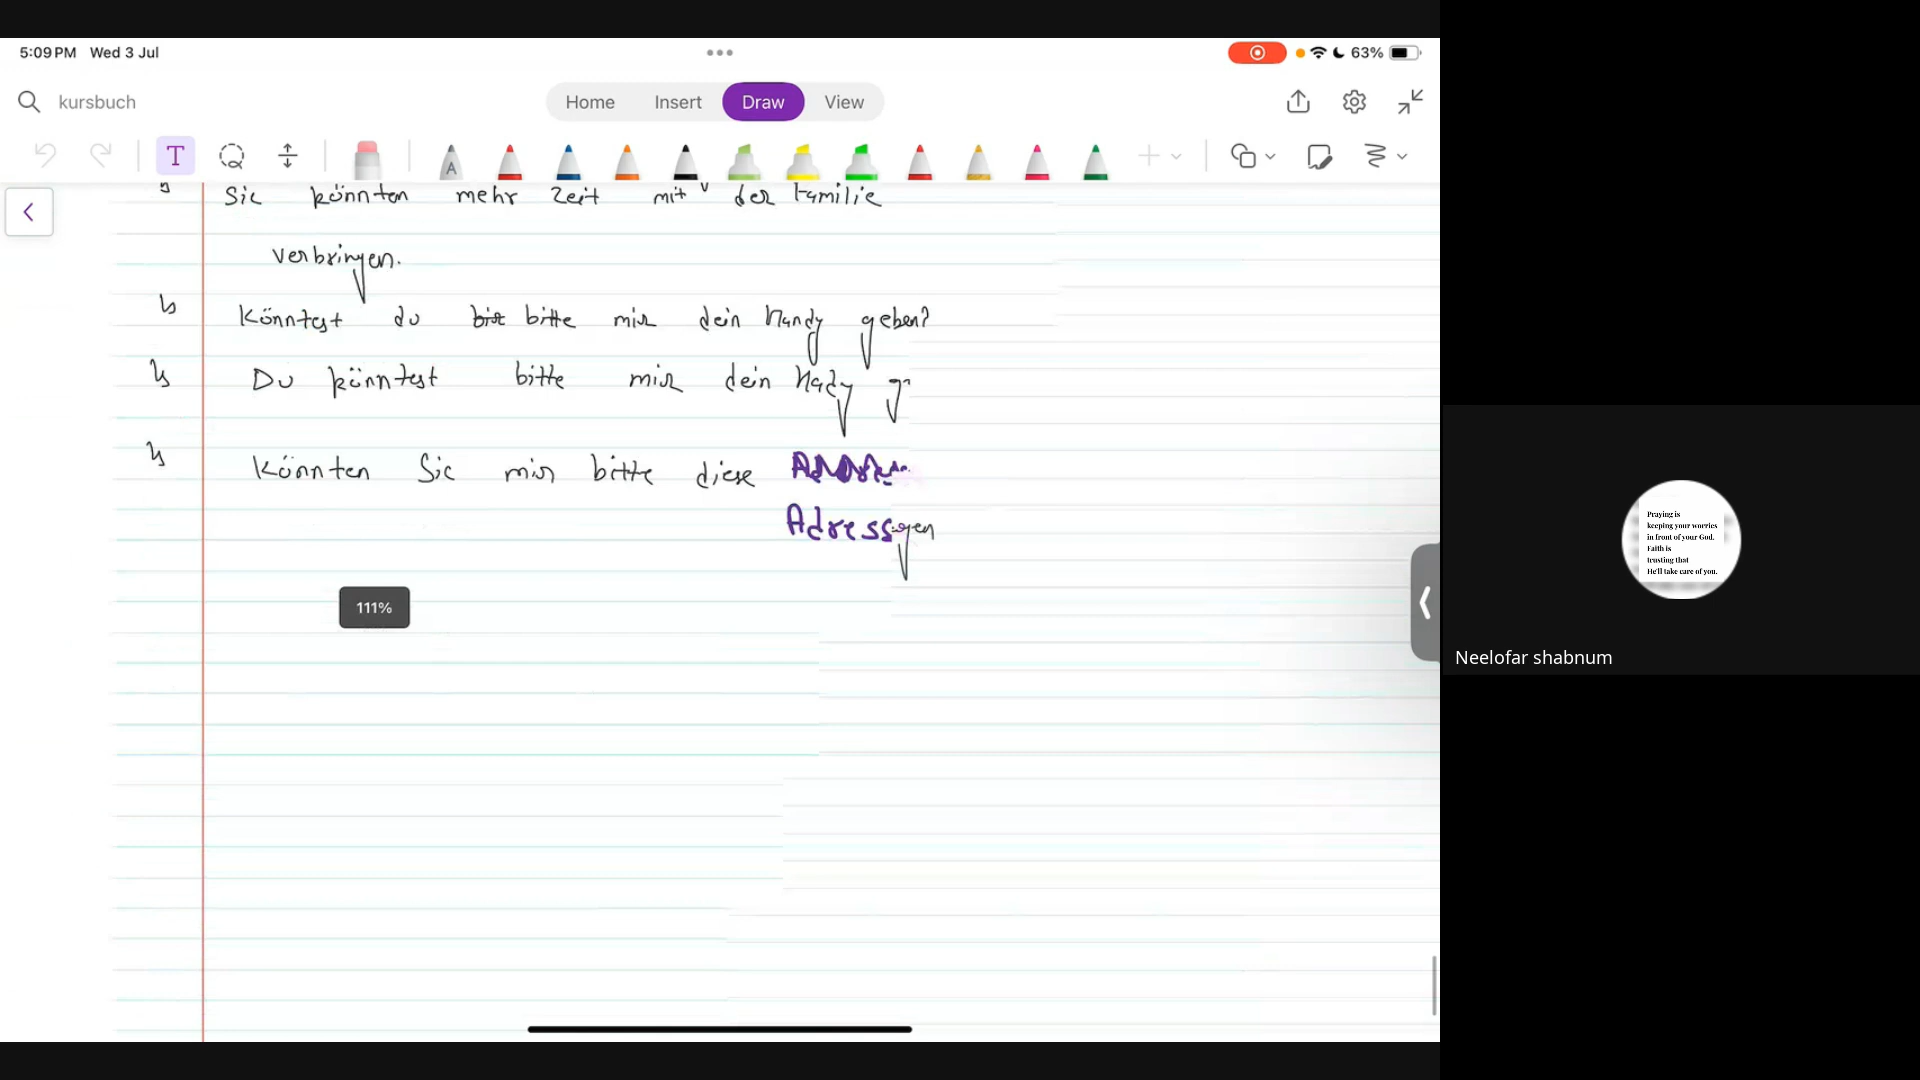 5:09 PM Wed 3 Jul
63%
kursbuch
Home Insert Draw View
T
A
Sie könnten mehr Zeit mit der Familie
verbringen.
Könntest du bitte mir dein Handy geben?
Du könntest bitte mir dein Hady
Könnten Sie mir bitte diese
Adress
111%
Praying is
keeping your worries
in front of your God.
Faith is
trusting that
He'll take care of you.
Neelofar shabnum